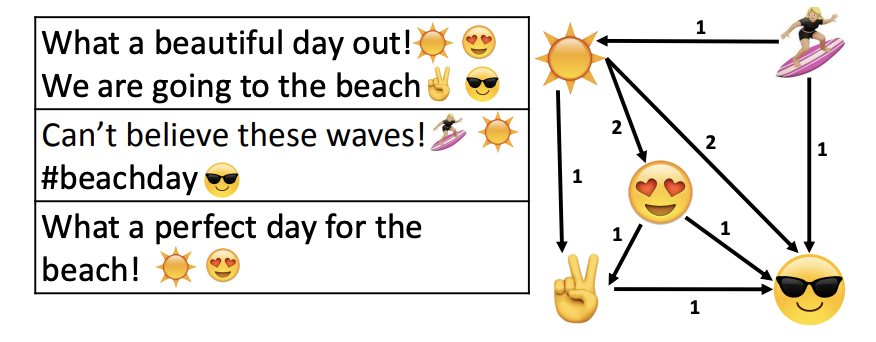 What a beautiful day out!☀️ 😍
We are going to the beach✌️ 😎
Can’t believe these waves!🏄 ☀️
#beachday 😎
What a perfect day for the
beach! ☀️ 😍
1
2
2
1
1
1
1
1